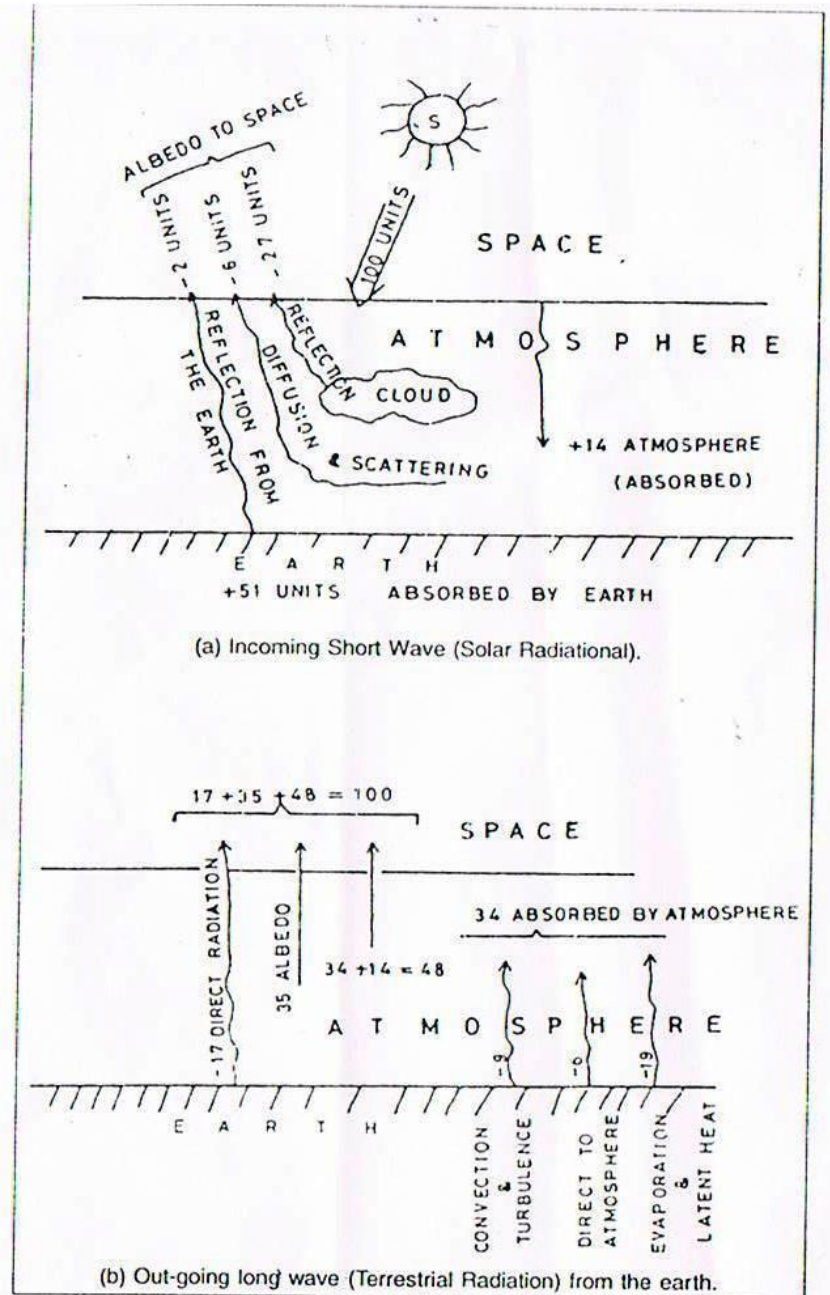 ALBEDO TO SPACE
- 2 UNITS
- 6 UNITS
- 27 UNITS
S
100 UNITS
SPACE
ATMOSPHERE
REFLECTION
CLOUD
DIFFUSION
& SCATTERING
REFLECTION FROM
THE EARTH
+14 ATMOSPHERE
(ABSORBED)
EARTH
+51 UNITS ABSORBED BY EARTH
(a) Incoming Short Wave (Solar Radiational).
17 +35 +48 = 100
SPACE
-17 DIRECT RADIATION
35 ALBEDO
34 +14 = 48
34 ABSORBED BY ATMOSPHERE
ATMOSPHERE
-9
-6
-19
EARTH
CONVECTION
&
TURBULENCE
DIRECT TO
ATMOSPHERE
EVAPORATION
&
LATENT HEAT
(b) Out-going long wave (Terrestrial Radiation) from the earth.